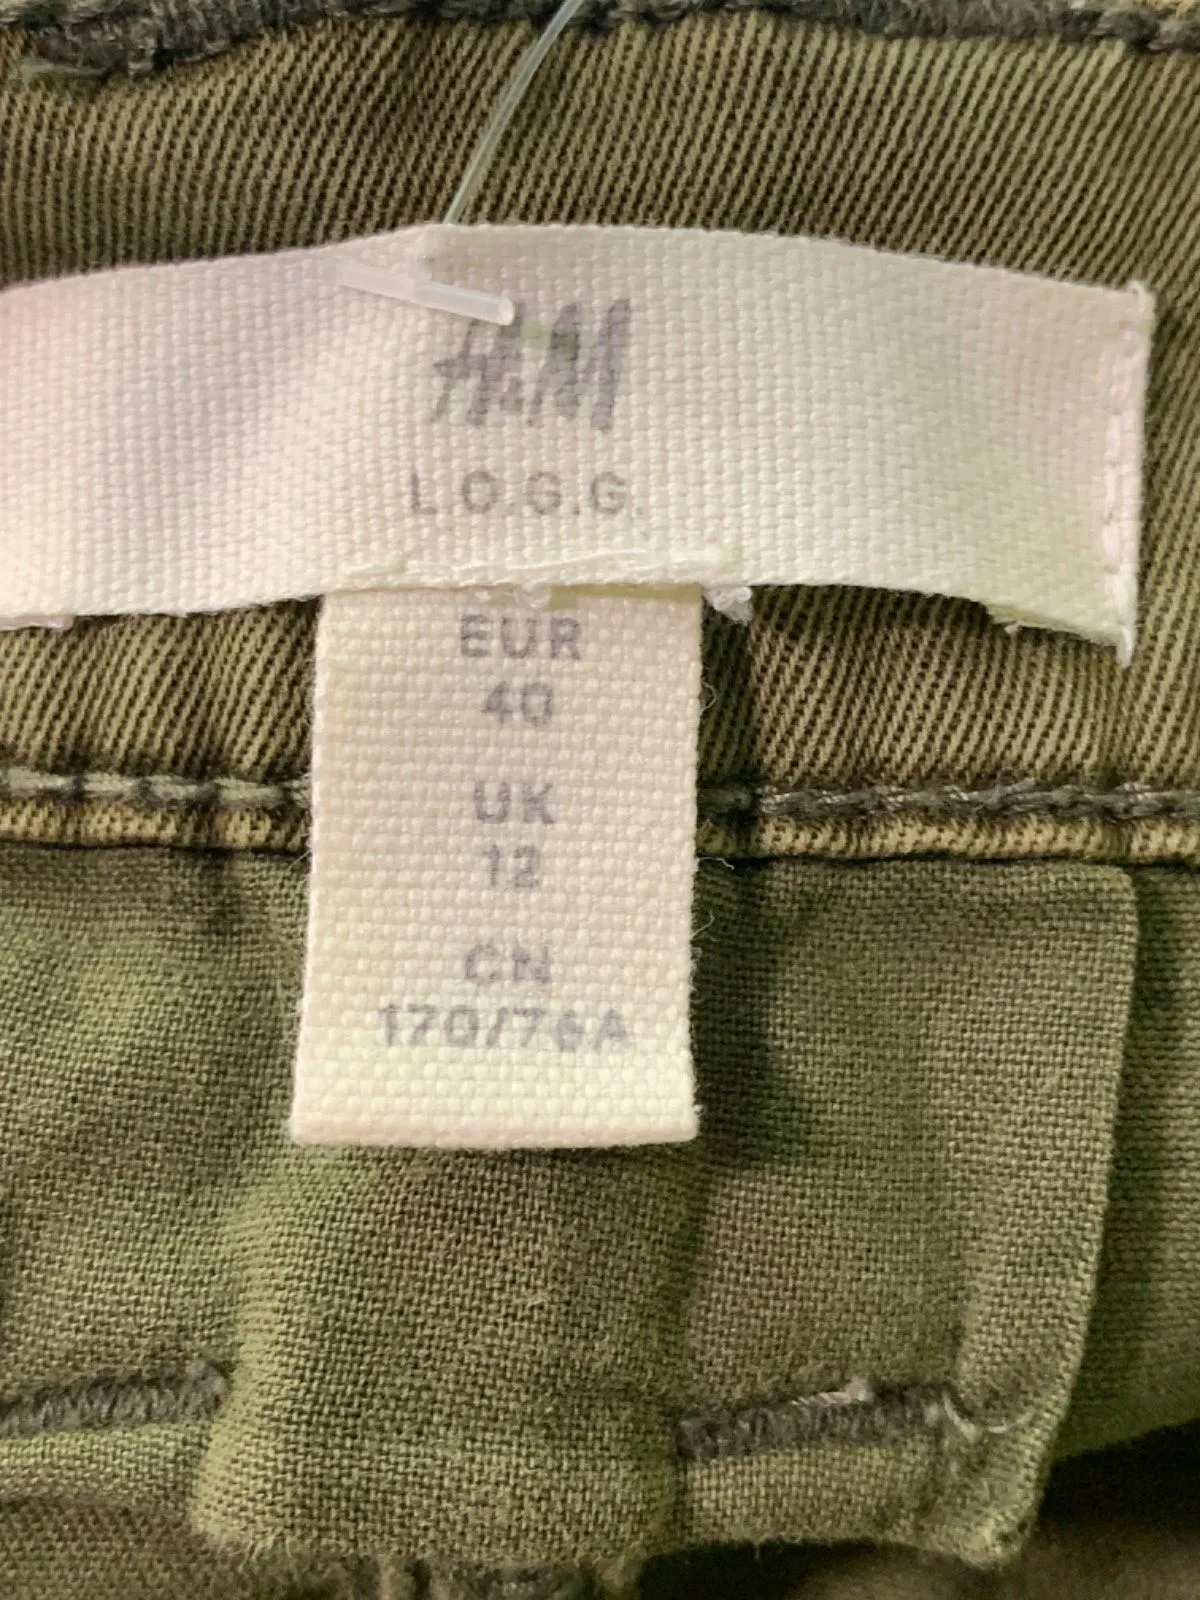 H&M
L.O.G.G.
EUR
40
UK
12
CN
170/76A